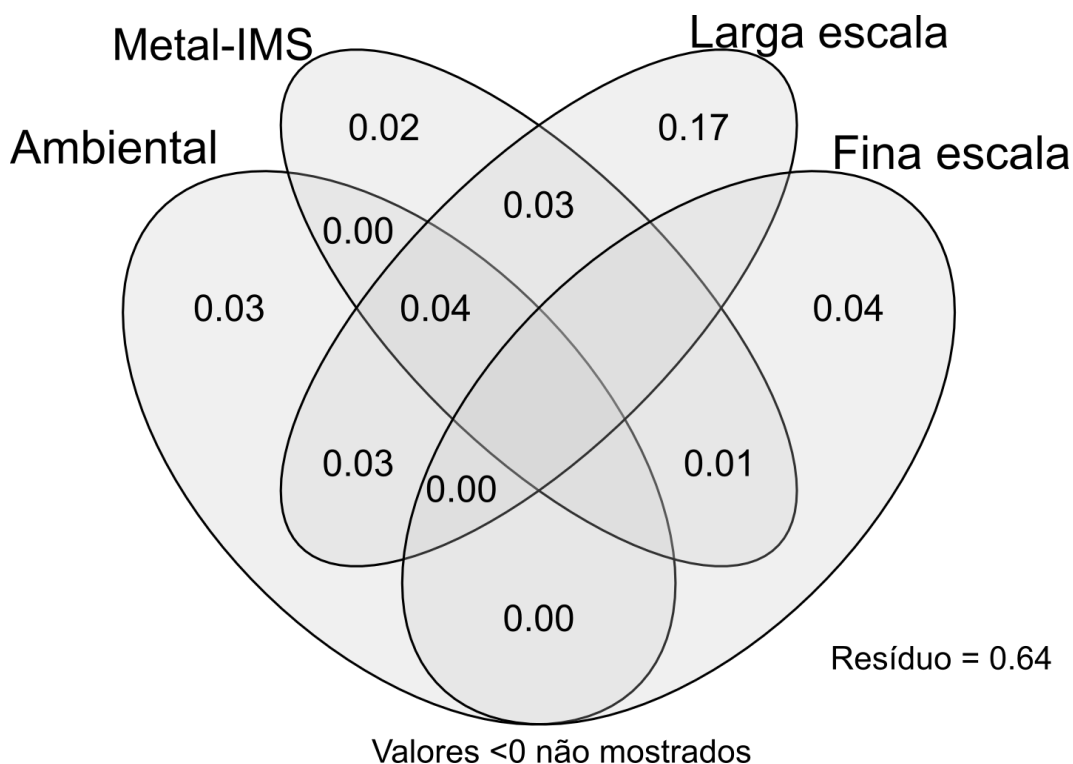 Metal-IMS
Larga escala
Ambiental
Fina escala
0.02
0.17
0.03
0.00
0.03
0.04
0.04
0.03
0.00
0.01
0.00
Resíduo = 0.64
Valores <0 não mostrados